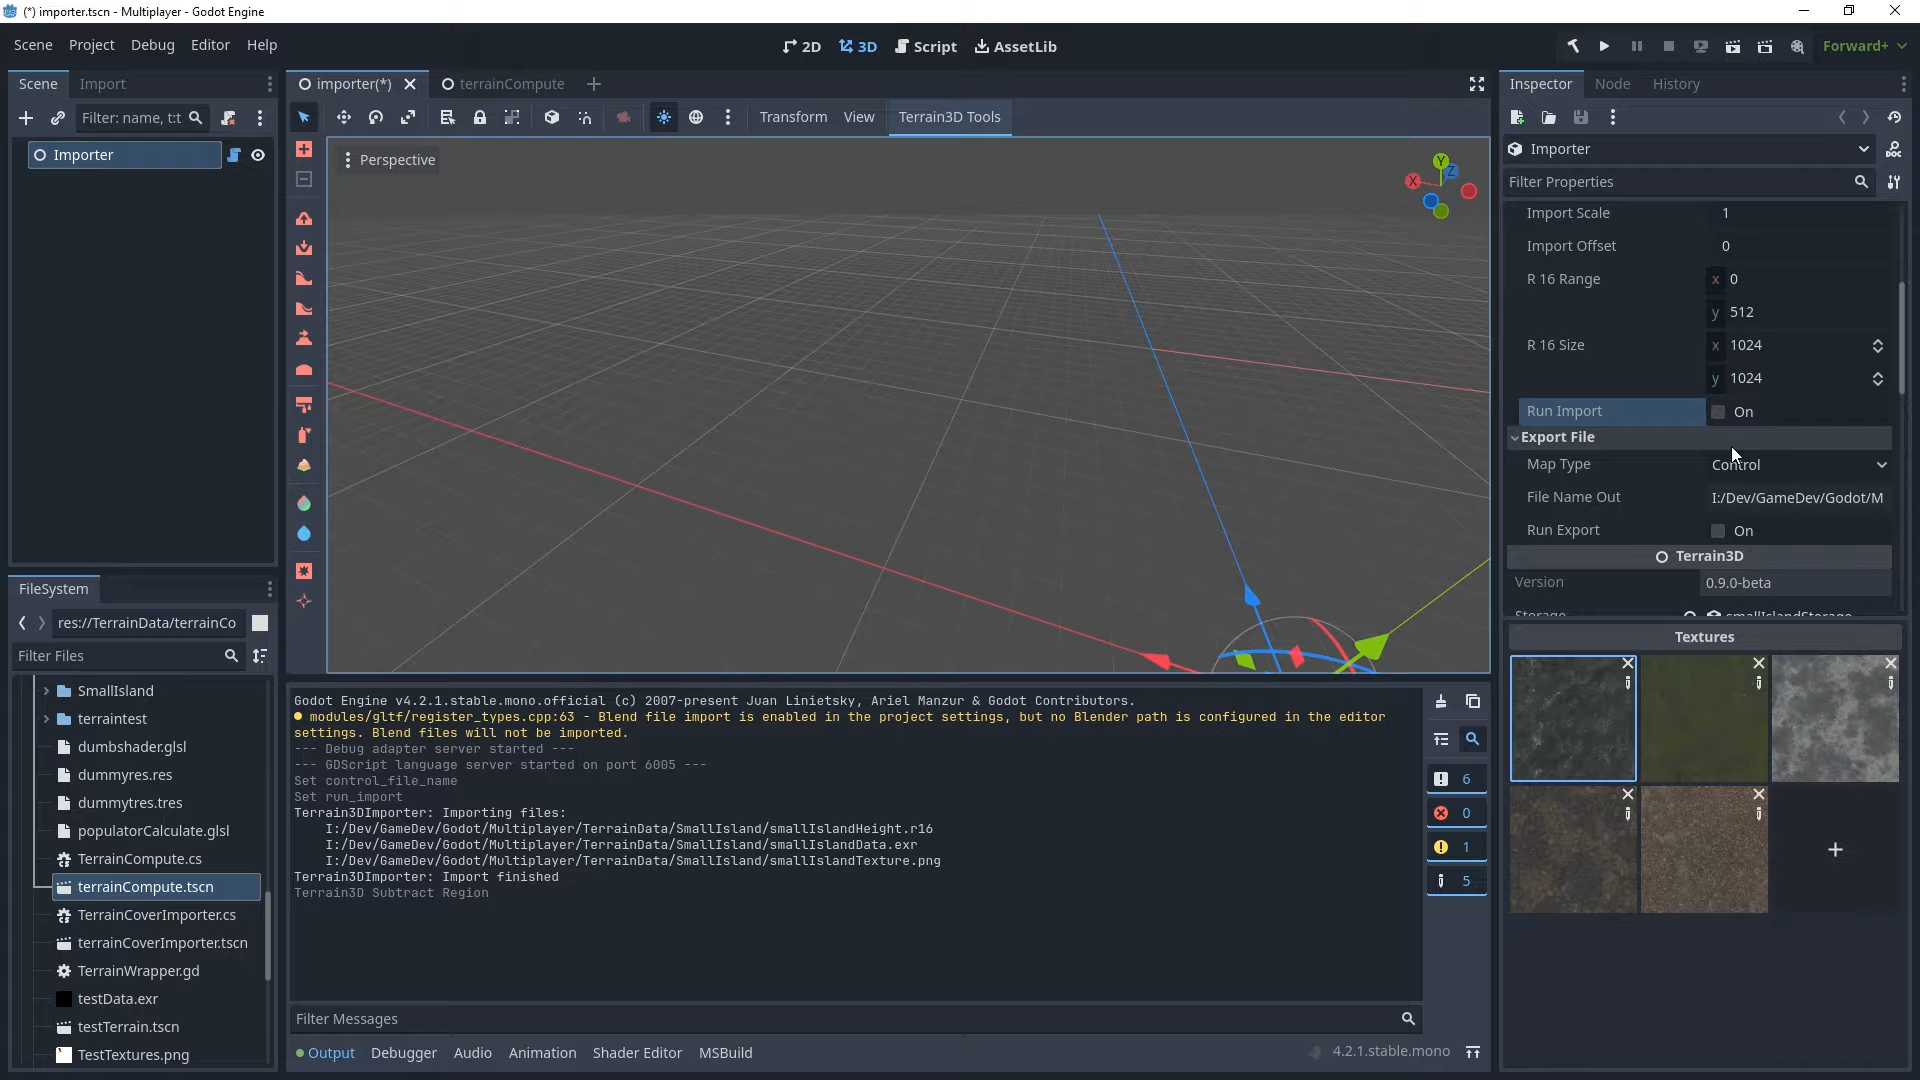 (*) importer.tscn - Multiplayer - Godot Engine
Scene Project Debug Editor Help
2D 3D Script AssetLib
Forward+
Scene Import
importer(*) terrainCompute
Inspector Node History
Filter: name, t:t
Transform View Terrain3D Tools
Importer
Perspective
Y
X
Z
Importer
Filter Properties
Import Scale 1
Import Offset 0
R 16 Range x 0
y 512
R 16 Size x 1024
y 1024
Run Import On
Export File
Map Type Control
File Name Out I:/Dev/GameDev/Godot/M
Run Export On
Terrain3D
Version 0.9.0-beta
Storage smallIslandStorage
Textures
FileSystem
res://TerrainData/terrainCo
Filter Files
SmallIsland
terraintest
dumbshader.glsl
dummyres.res
dummytres.tres
populatorCalculate.glsl
TerrainCompute.cs
terrainCompute.tscn
TerrainCoverImporter.cs
terrainCoverImporter.tscn
TerrainWrapper.gd
testData.exr
testTerrain.tscn
TestTextures.png
Godot Engine v4.2.1.stable.mono.official (c) 2007-present Juan Linietsky, Ariel Manzur & Godot Contributors.
modules/gltf/register_types.cpp:63 - Blend file import is enabled in the project settings, but no Blender path is configured in the editor
settings. Blend files will not be imported.
--- Debug adapter server started ---
--- GDScript language server started on port 6005 ---
Set control_file_name
Set run_import
Terrain3DImporter: Importing files:
I:/Dev/GameDev/Godot/Multiplayer/TerrainData/SmallIsland/smallIslandHeight.r16
I:/Dev/GameDev/Godot/Multiplayer/TerrainData/SmallIsland/smallIslandData.exr
I:/Dev/GameDev/Godot/Multiplayer/TerrainData/SmallIsland/smallIslandTexture.png
Terrain3DImporter: Import finished
Terrain3D Subtract Region
6
0
1
5
Filter Messages
Output Debugger Audio Animation Shader Editor MSBuild
4.2.1.stable.mono